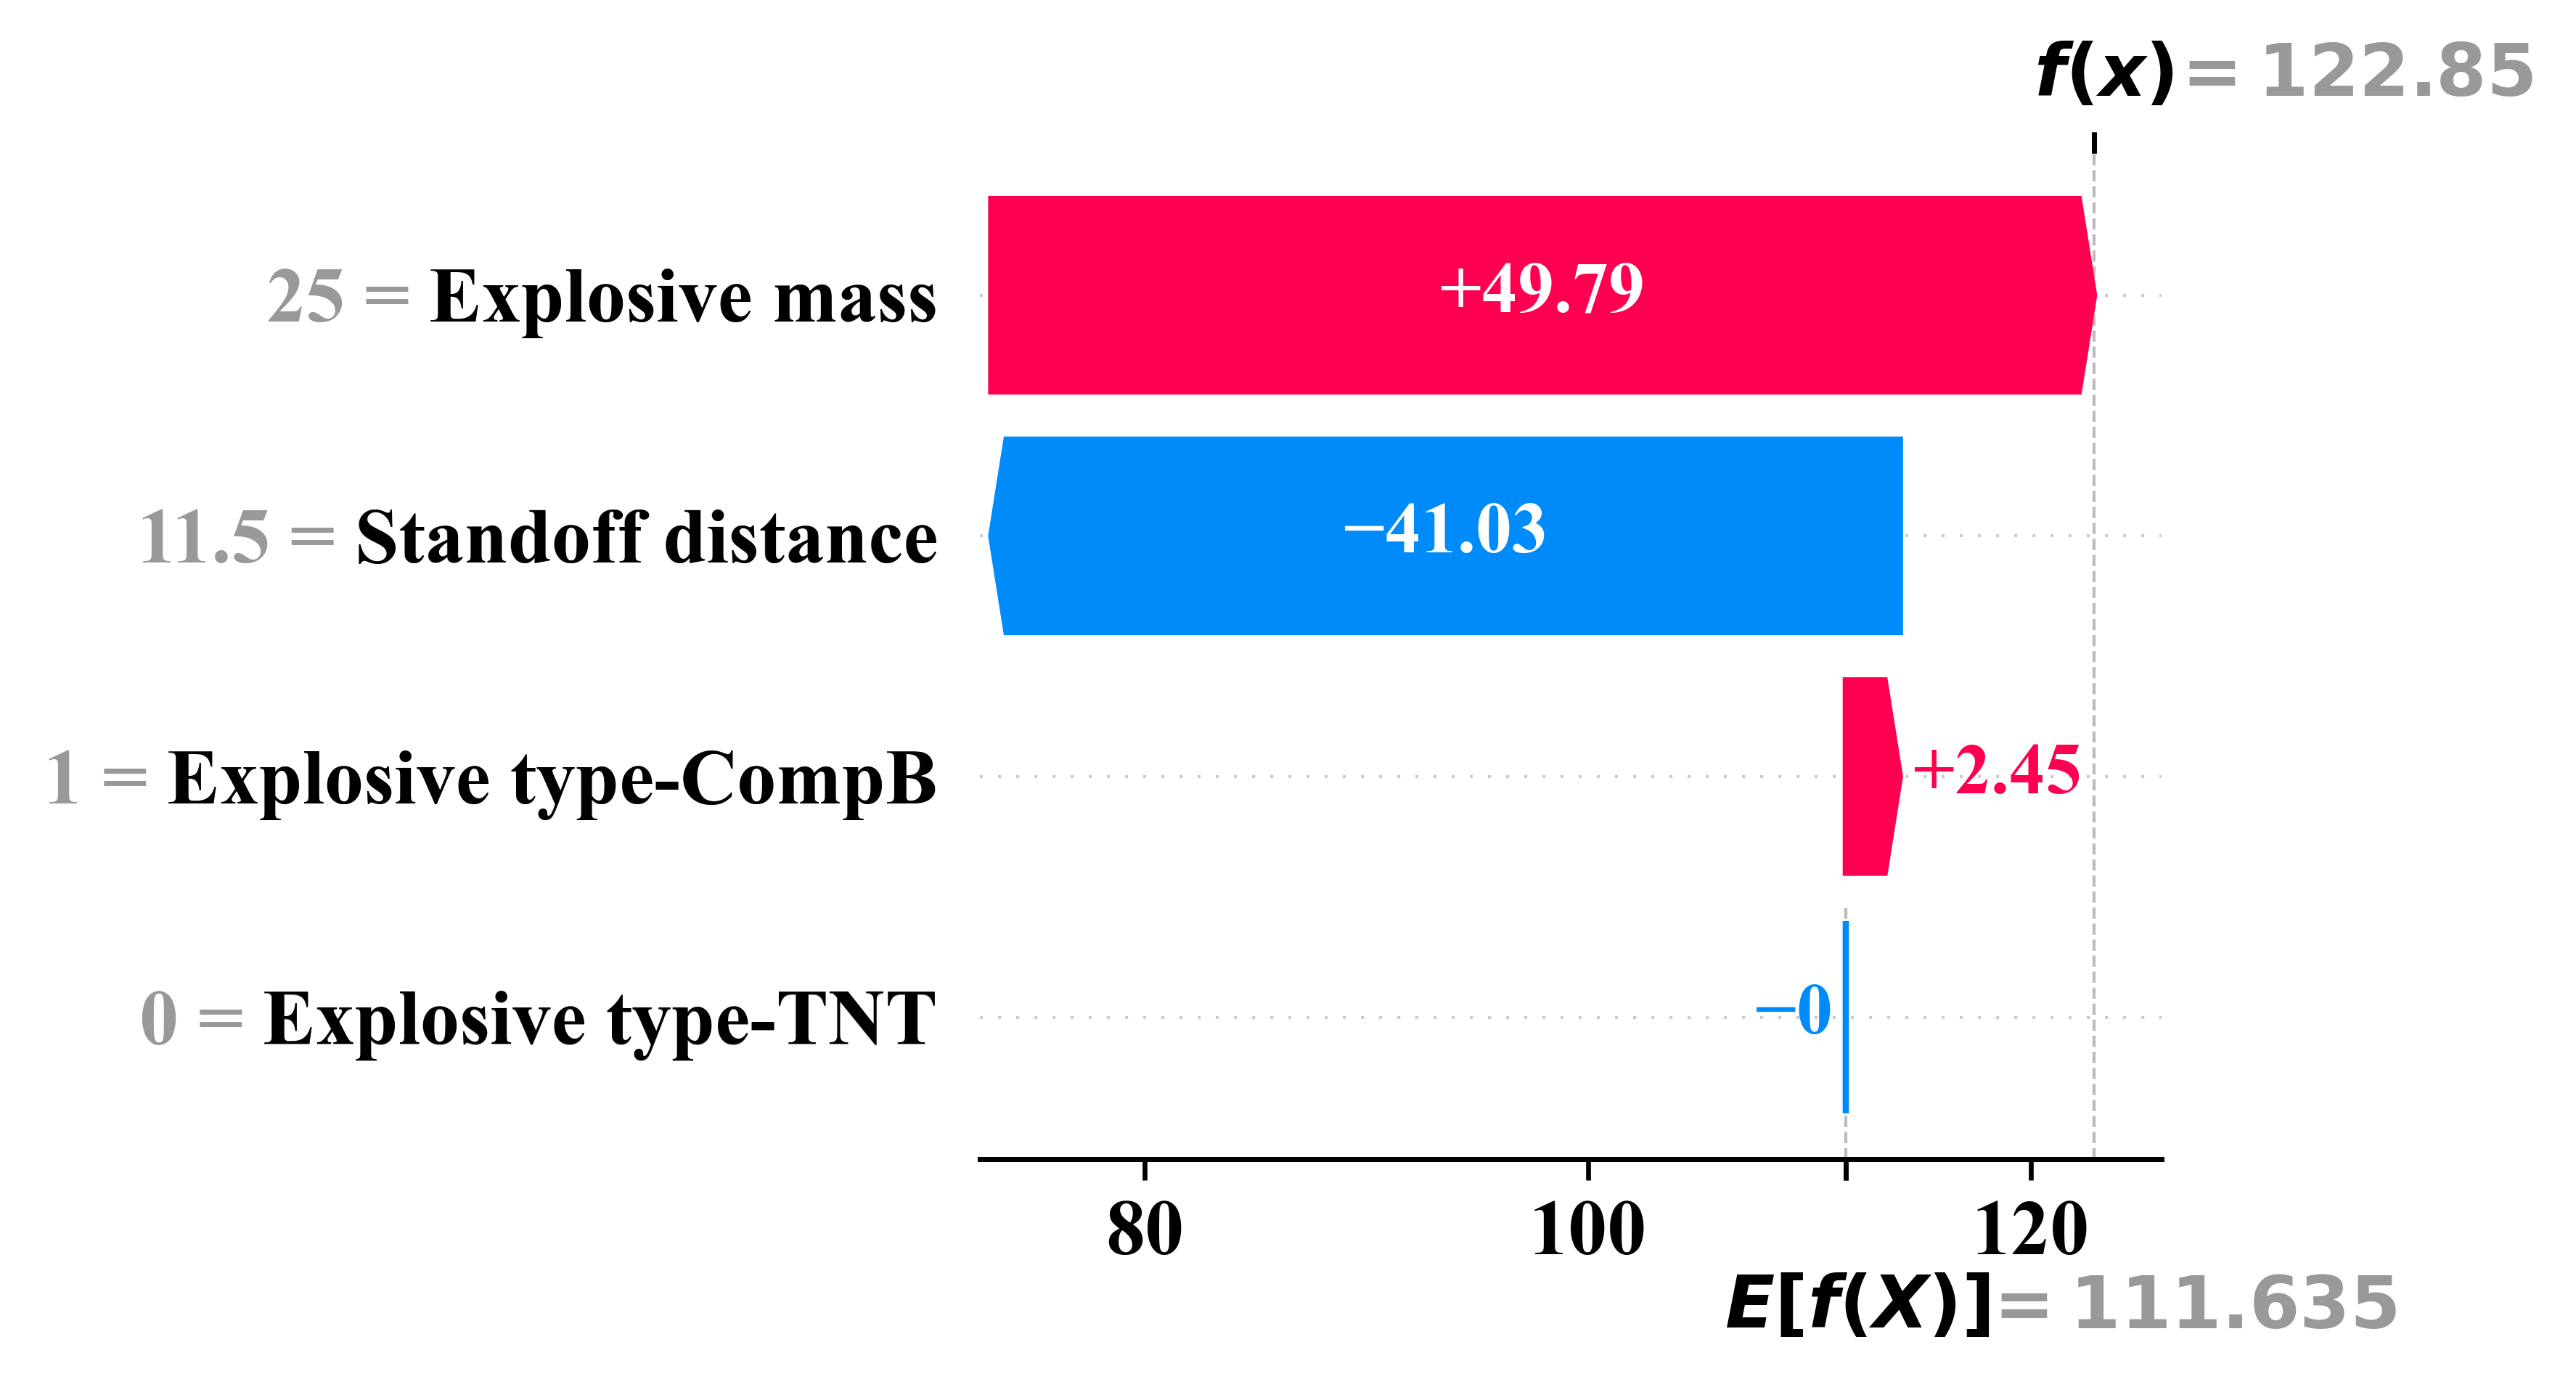 f(x) = 122.85
25 = Explosive mass
+49.79
11.5 = Standoff distance
−41.03
1 = Explosive type-CompB
+2.45
0 = Explosive type-TNT
−0
80
100
120
E[f(X)] = 111.635